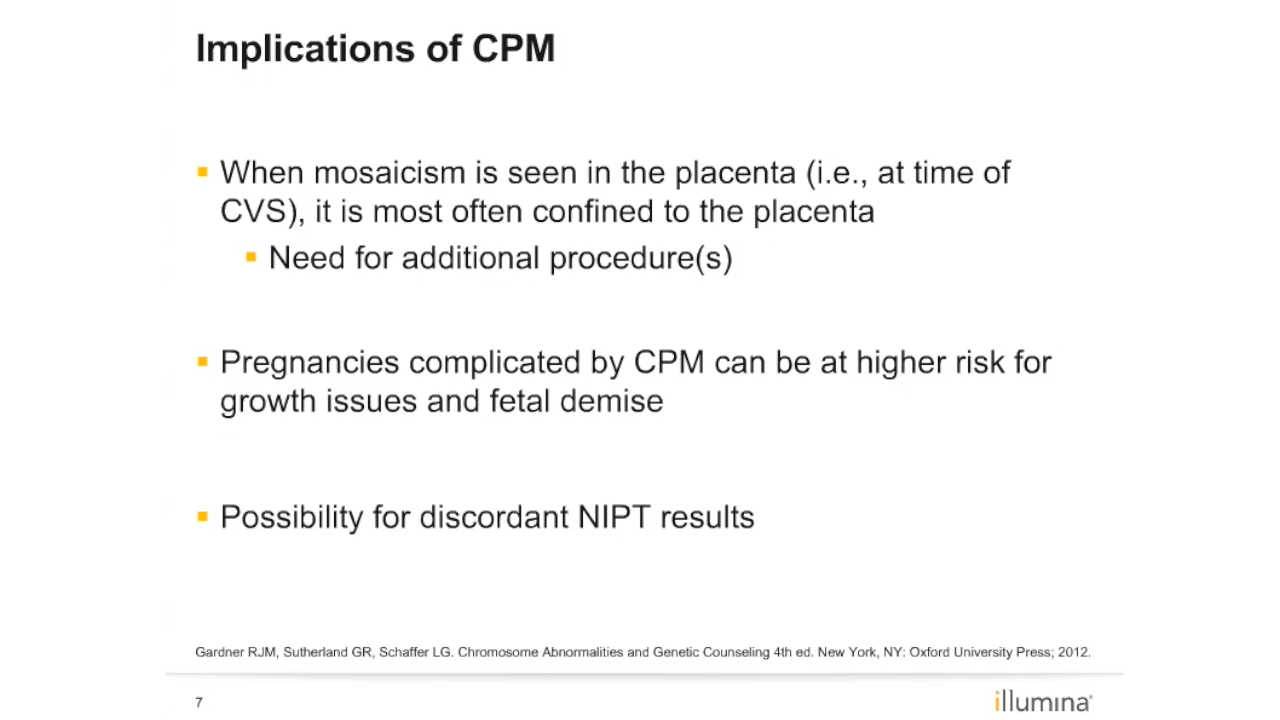 Implications of CPM
When mosaicism is seen in the placenta (i.e., at time of
CVS), it is most often confined to the placenta
Need for additional procedure(s)
Pregnancies complicated by CPM can be at higher risk for
growth issues and fetal demise
Possibility for discordant NIPT results
Gardner RJM, Sutherland GR, Schaffer LG. Chromosome Abnormalities and Genetic Counseling 4th ed. New York, NY: Oxford University Press; 2012.
7
illumina®